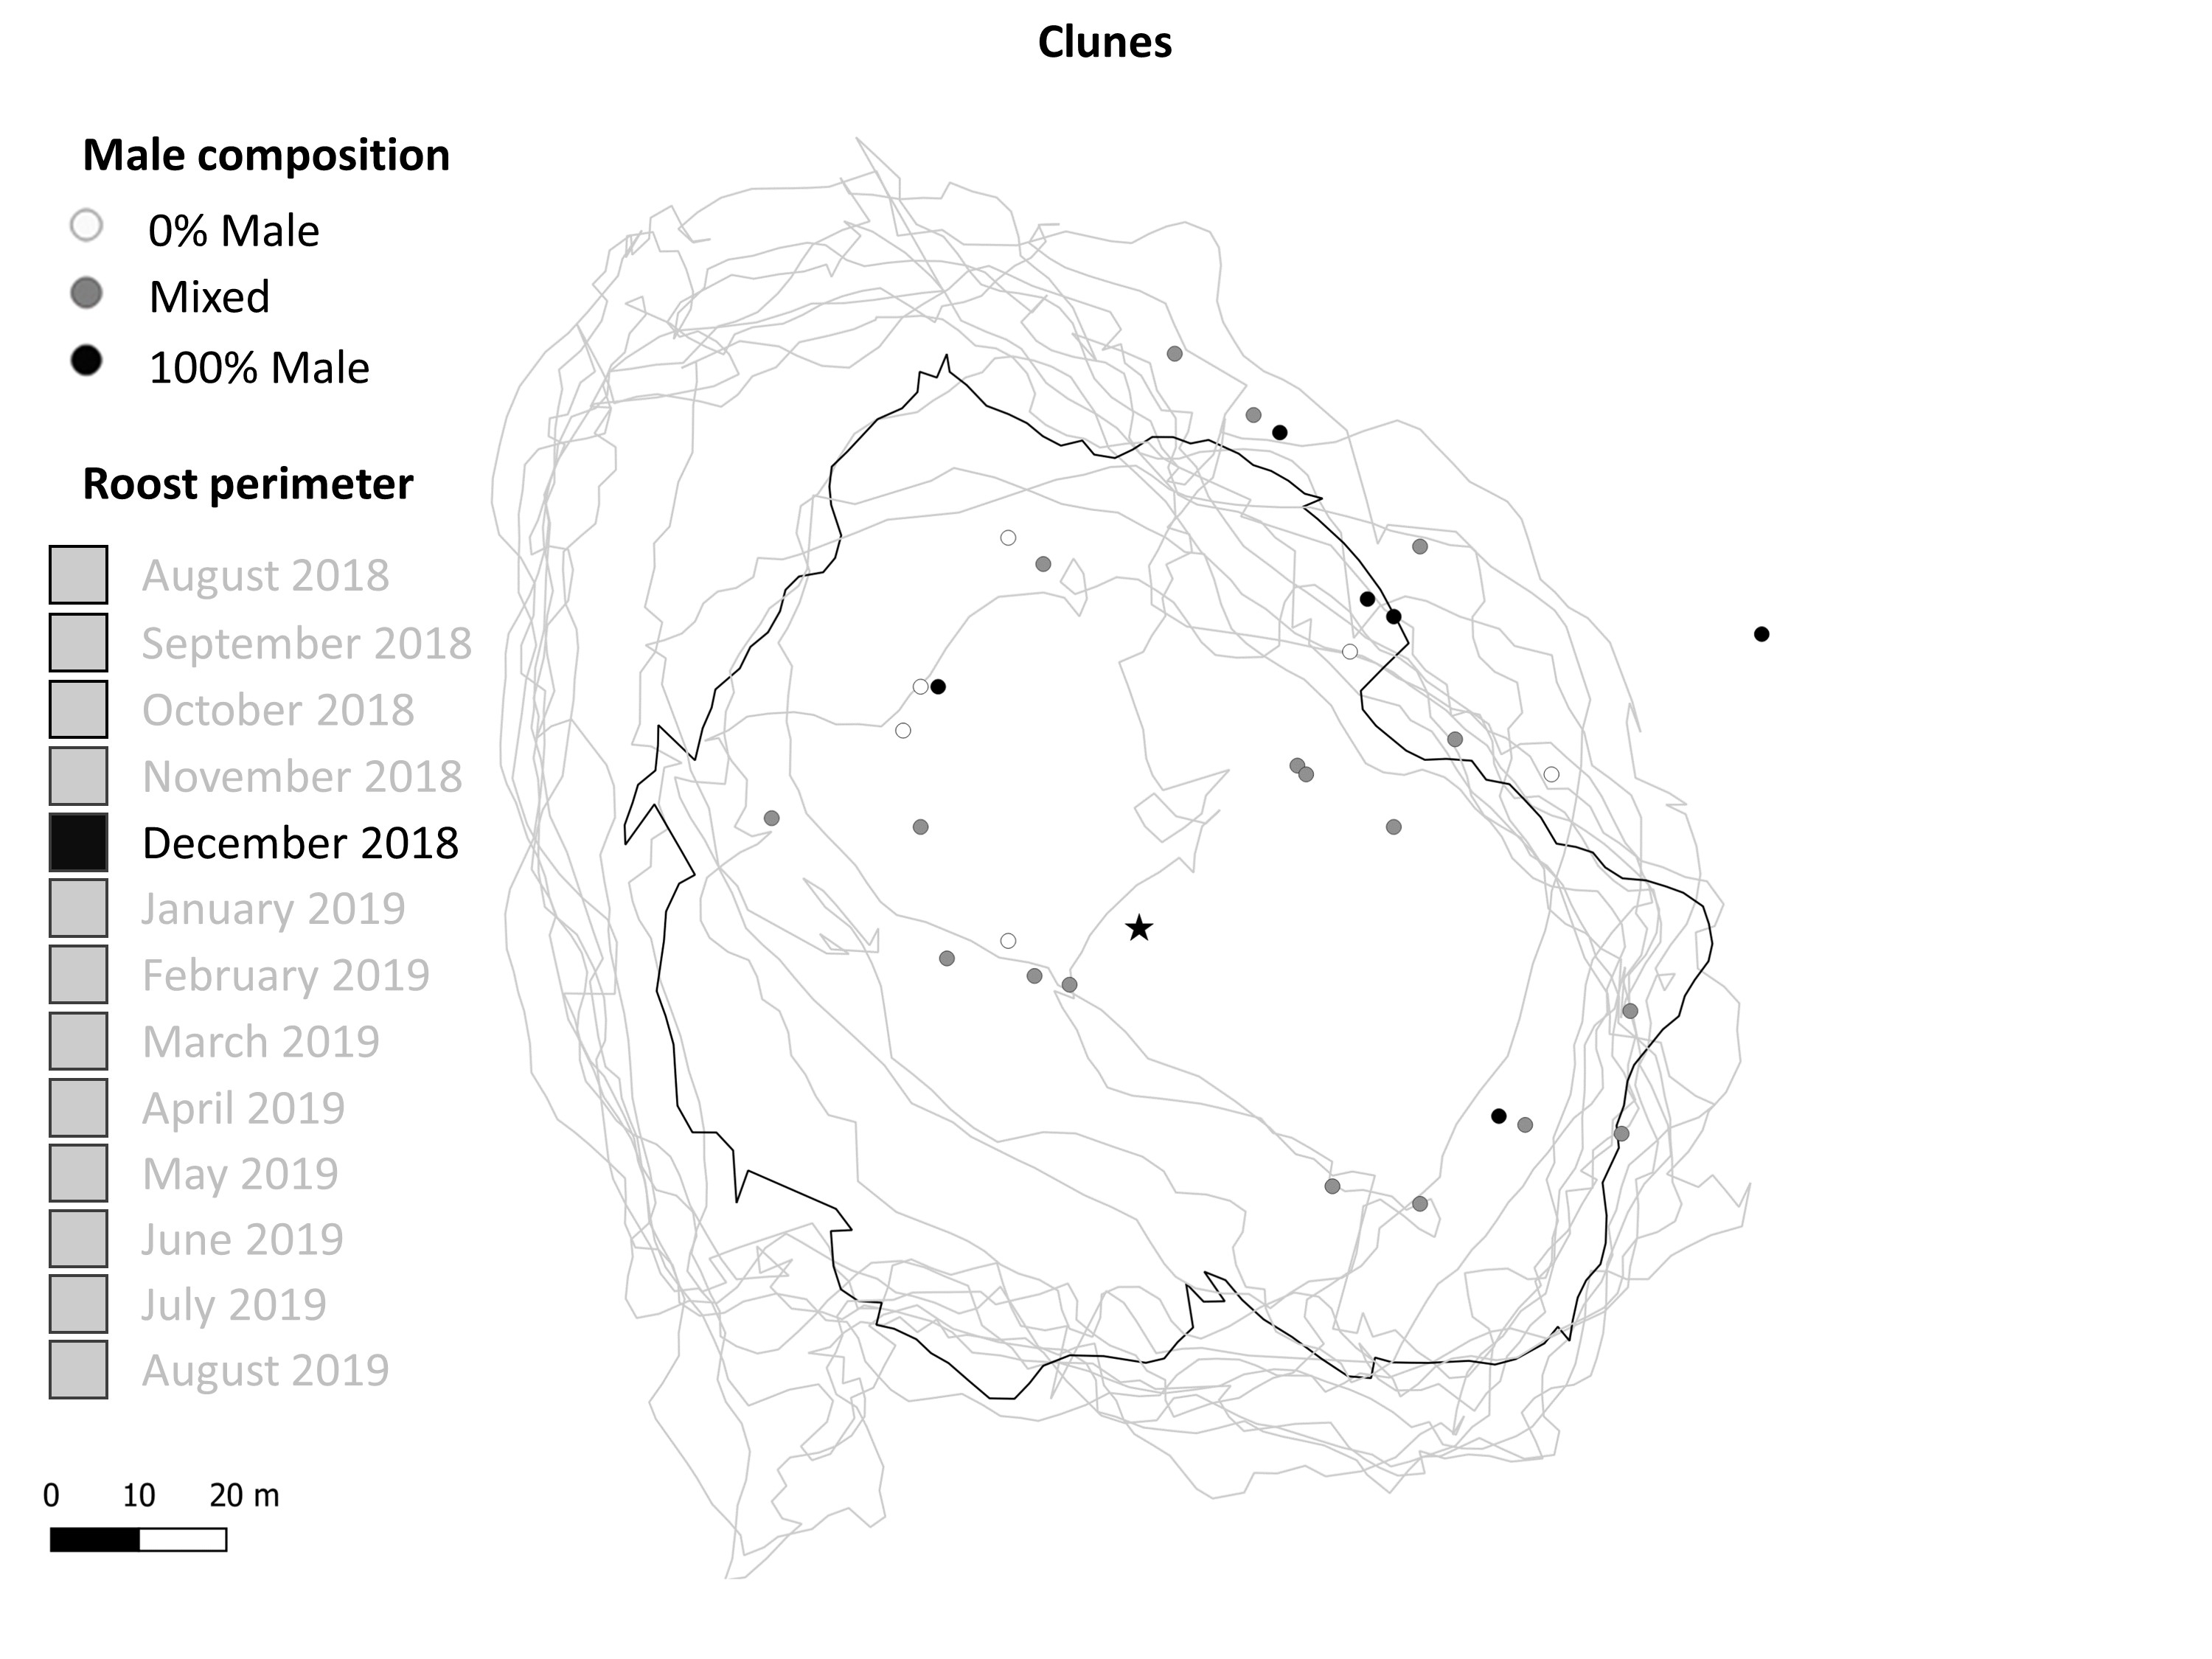 Clunes
Male composition
0% Male
Mixed
100% Male
Roost perimeter
August 2018
September 2018
October 2018
November 2018
December 2018
January 2019
February 2019
March 2019
April 2019
May 2019
June 2019
July 2019
August 2019
0 10 20 m